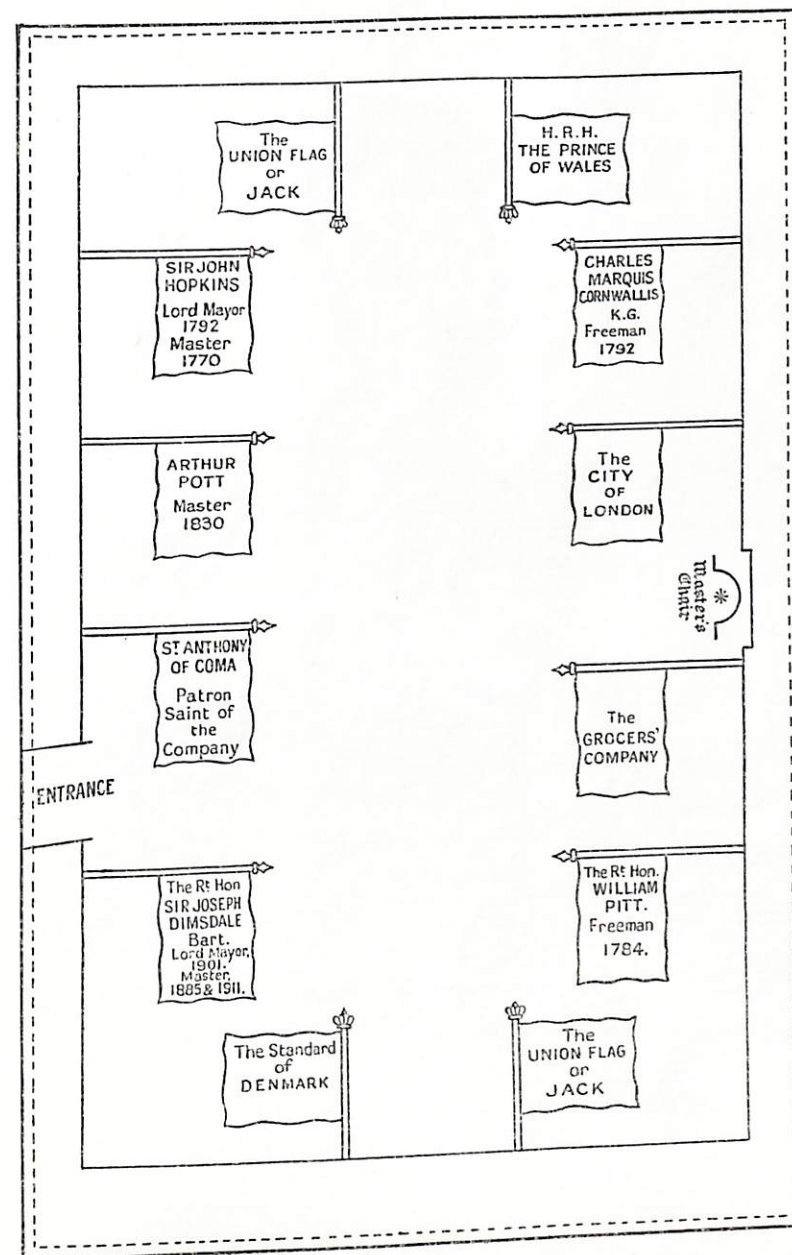 The
UNION FLAG
or
JACK
H.R.H.
THE PRINCE
OF WALES
SIR JOHN
HOPKINS
Lord Mayor
1792
Master
1770
CHARLES
MARQUIS
CORNWALLIS
K.G.
Freeman
1792
ARTHUR
POTT
Master
1830
The
CITY
OF
LONDON
Master's
Chair
ST ANTHONY
OF COMA
Patron
Saint of
the
Company
The
GROCERS'
COMPANY
ENTRANCE
The Rt Hon
SIR JOSEPH
DIMSDALE
Bart.
Lord Mayor,
1901.
Master,
1885 & 1911.
The Rt Hon.
WILLIAM
PITT.
Freeman
1784.
The Standard
of
DENMARK
The
UNION FLAG
or
JACK